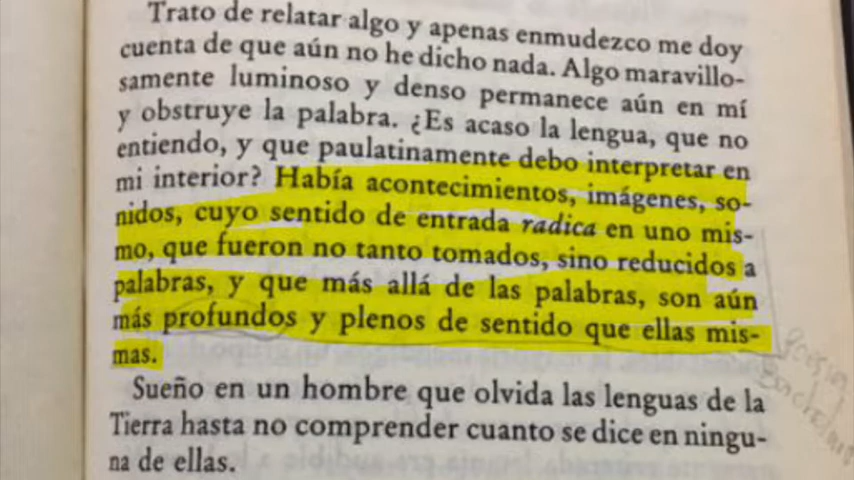 Trato de relatar algo y apenas enmudezco me doy
cuenta de que aún no he dicho nada. Algo maravillo-
samente luminoso y denso permanece aún en mí
y obstruye la palabra. ¿Es acaso la lengua, que no
entiendo, y que paulatinamente debo interpretar en
mi interior? Había acontecimientos, imágenes, so-
nidos, cuyo sentido de entrada radica en uno mis-
mo, que fueron no tanto tomados, sino reducidos a
palabras, y que más allá de las palabras, son aún
más profundos y plenos de sentido que ellas mis-
mas.
Sueño en un hombre que olvida las lenguas de la
Tierra hasta no comprender cuanto se dice en ningu-
na de ellas.